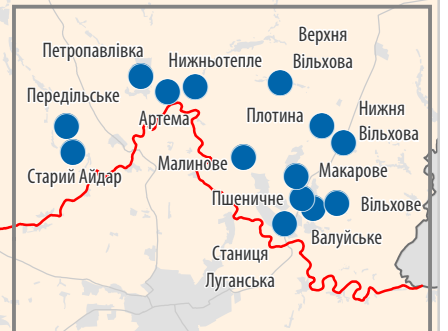 Верхня
Вільхова
Петропавлівка
Нижньотепле
Передільське
Артема
Плотина
Нижня
Вільхова
Старий Айдар
Малинове
Макарове
Пшеничне
Вільхове
Валуйське
Станиця
Луганська